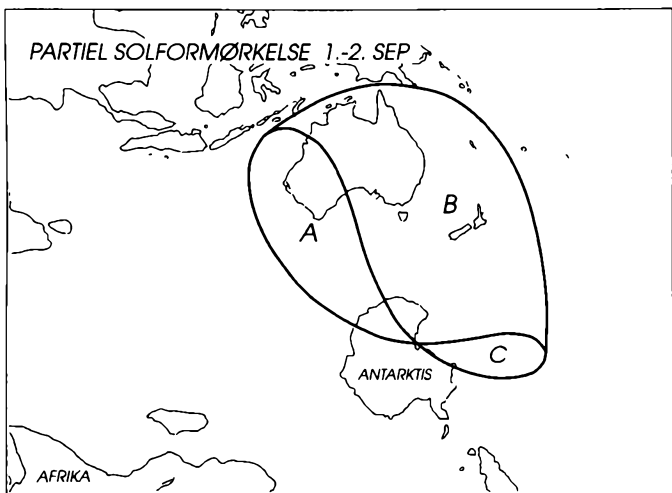 PARTIEL SOLFORMØRKELSE 1.-2. SEP
B
A
C
ANTARKTIS
AFRIKA